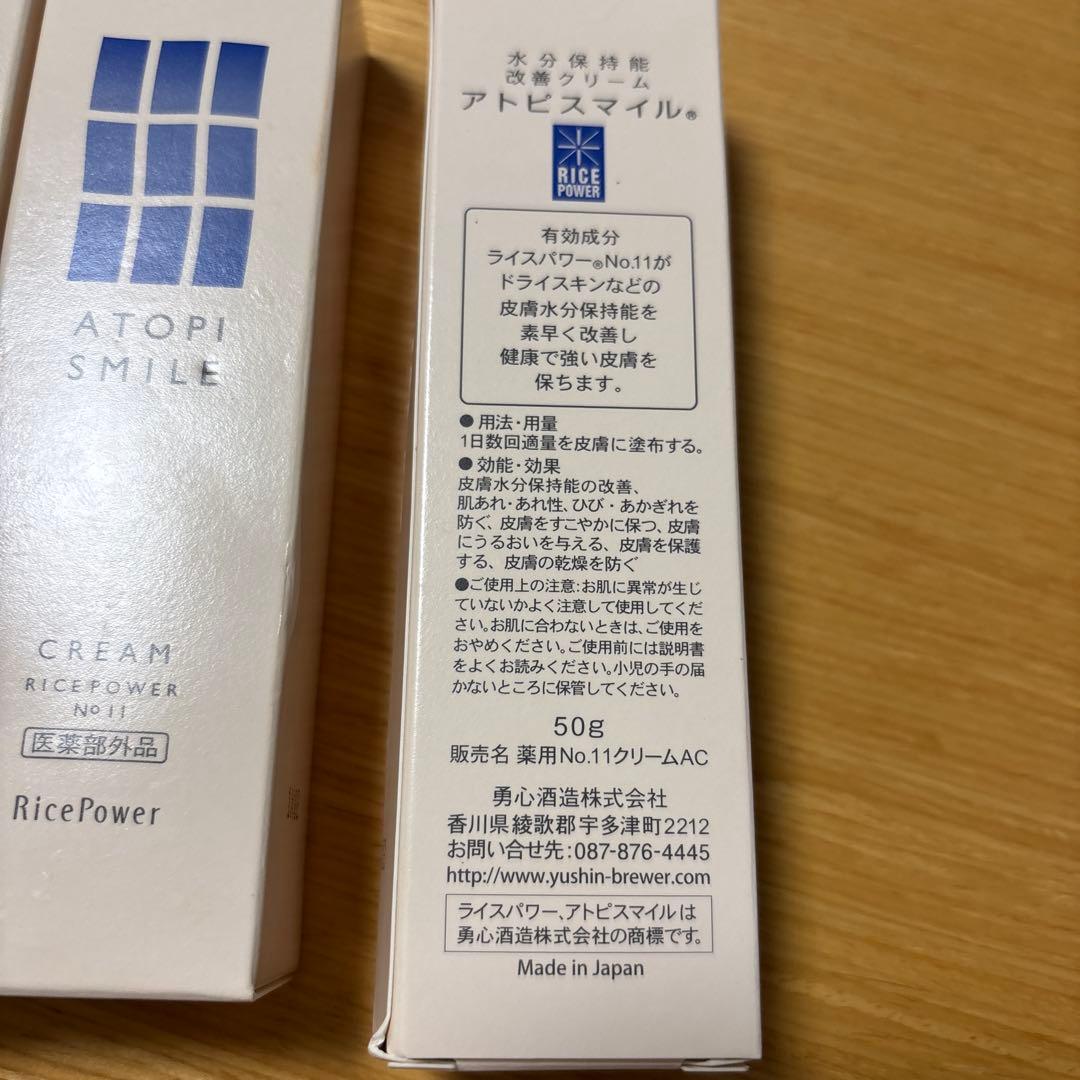 ATOPI
SMILE
CREAM
RICE POWER
No 11
医薬部外品
RicePower
水分保持能
改善クリーム
アトピスマイル®
RICE
POWER
有効成分
ライスパワー®No.11が
ドライスキンなどの
皮膚水分保持能を
素早く改善し
健康で強い皮膚を
保ちます。
●用法・用量
1日数回適量を皮膚に塗布する。
●効能・効果
皮膚水分保持能の改善、
肌あれ・あれ性、ひび・あかぎれを
防ぐ、皮膚をすこやかに保つ、皮膚
にうるおいを与える、皮膚を保護
する、皮膚の乾燥を防ぐ
●ご使用上の注意:お肌に異常が生じ
ていないかよく注意して使用してくだ
さい。お肌に合わないときは、ご使用を
おやめください。ご使用前には説明書
をよくお読みください。小児の手の届
かないところに保管してください。
50g
販売名 薬用No.11クリームAC
勇心酒造株式会社
香川県綾歌郡宇多津町2212
お問い合せ先:087-876-4445
http://www.yushin-brewer.com
ライスパワー、アトピスマイルは
勇心酒造株式会社の商標です。
Made in Japan